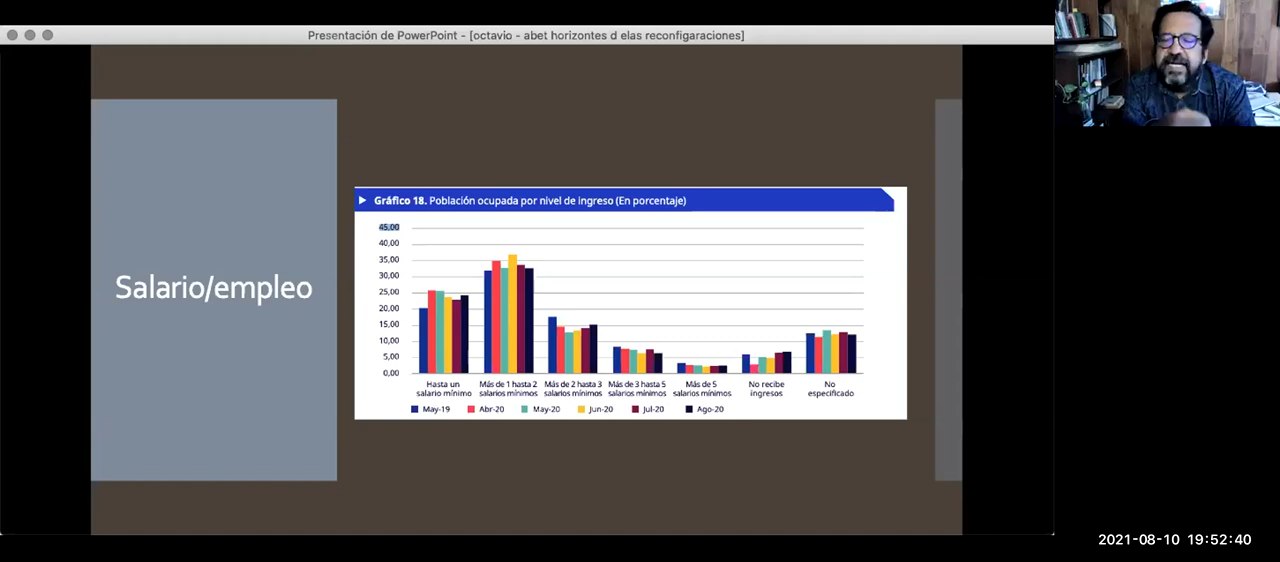 Presentación de PowerPoint - [octavio - abet horizontes d elas reconfigaraciones]
Salario/empleo
Gráfico 18. Población ocupada por nivel de ingreso (En porcentaje)
45,00
40,00
35,00
30,00
25,00
20,00
15,00
10,00
5,00
0,00
Hasta un
salario mínimo
Más de 1 hasta 2
salarios mínimos
Más de 2 hasta 3
salarios mínimos
Más de 3 hasta 5
salarios mínimos
Más de 5
salarios mínimos
No recibe
ingresos
No
especificado
May-19 Abr-20 May-20 Jun-20 Jul-20 Ago-20
2021-08-10 19:52:40